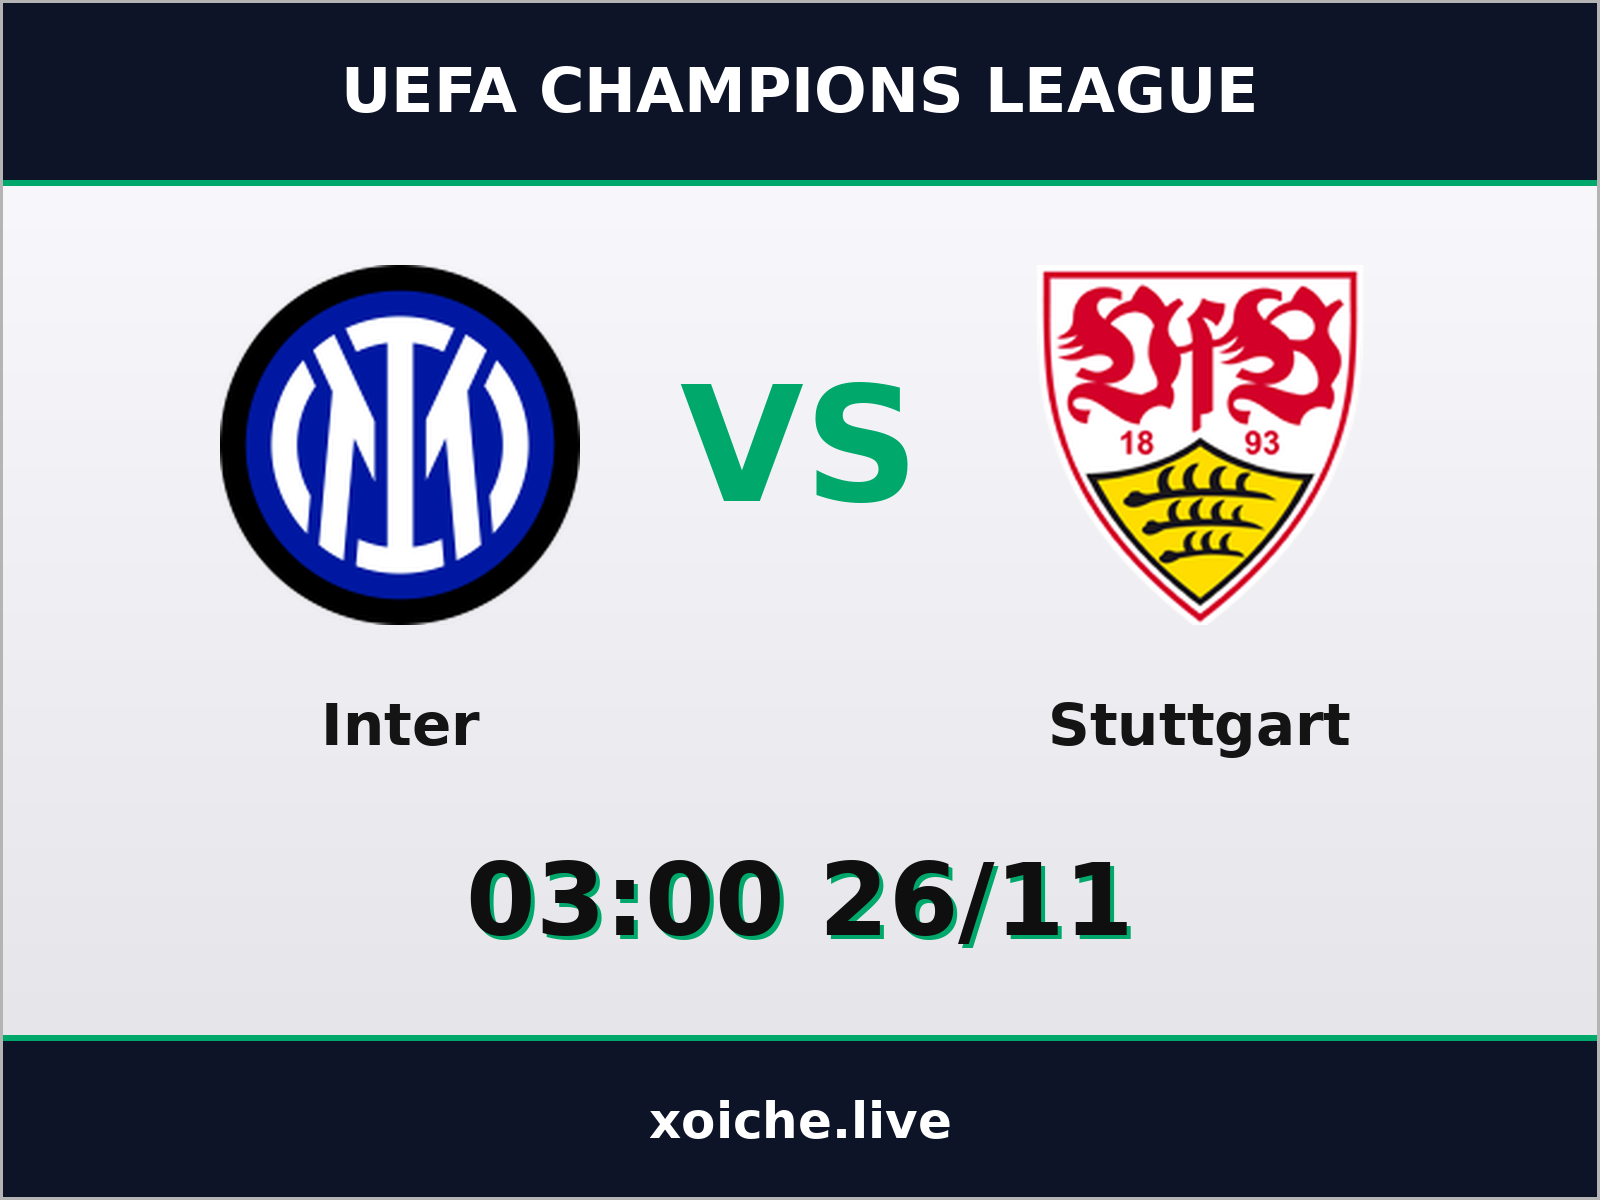 UEFA CHAMPIONS LEAGUE
VS
VfB
18 93
Inter
Stuttgart
03:00 26/11
xoiche.live